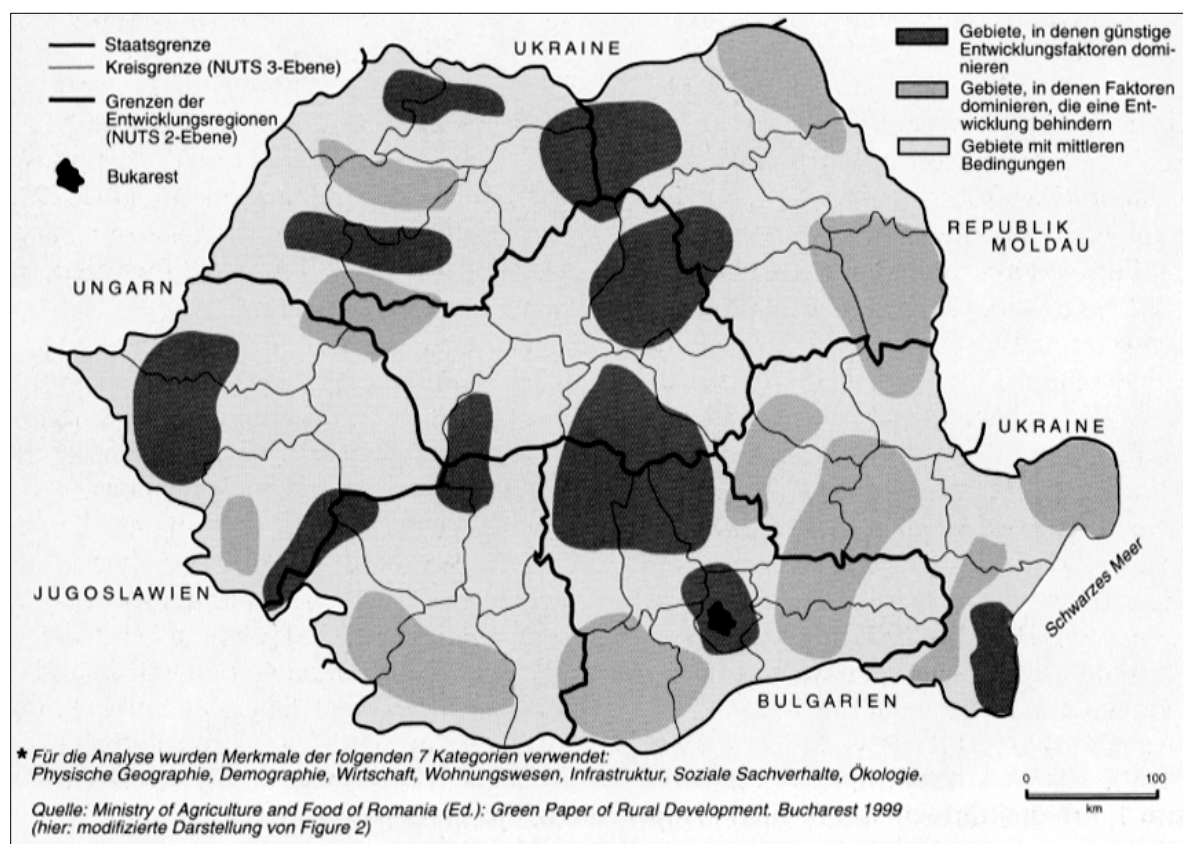 Staatsgrenze
Kreisgrenze (NUTS 3-Ebene)
Grenzen der
Entwicklungsregionen
(NUTS 2-Ebene)
Bukarest
Gebiete, in denen günstige
Entwicklungsfaktoren domi-
nieren
Gebiete, in denen Faktoren
dominieren, die eine Ent-
wicklung behindern
Gebiete mit mittleren
Bedingungen
UKRAINE
REPUBLIK
MOLDAU
UNGARN
UKRAINE
JUGOSLAWIEN
Schwarzes Meer
BULGARIEN
* Für die Analyse wurden Merkmale der folgenden 7 Kategorien verwendet:
Physische Geographie, Demographie, Wirtschaft, Wohnungswesen, Infrastruktur, Soziale Sachverhalte, Ökologie.
Quelle: Ministry of Agriculture and Food of Romania (Ed.): Green Paper of Rural Development. Bucharest 1999
(hier: modifizierte Darstellung von Figure 2)
0 100
km